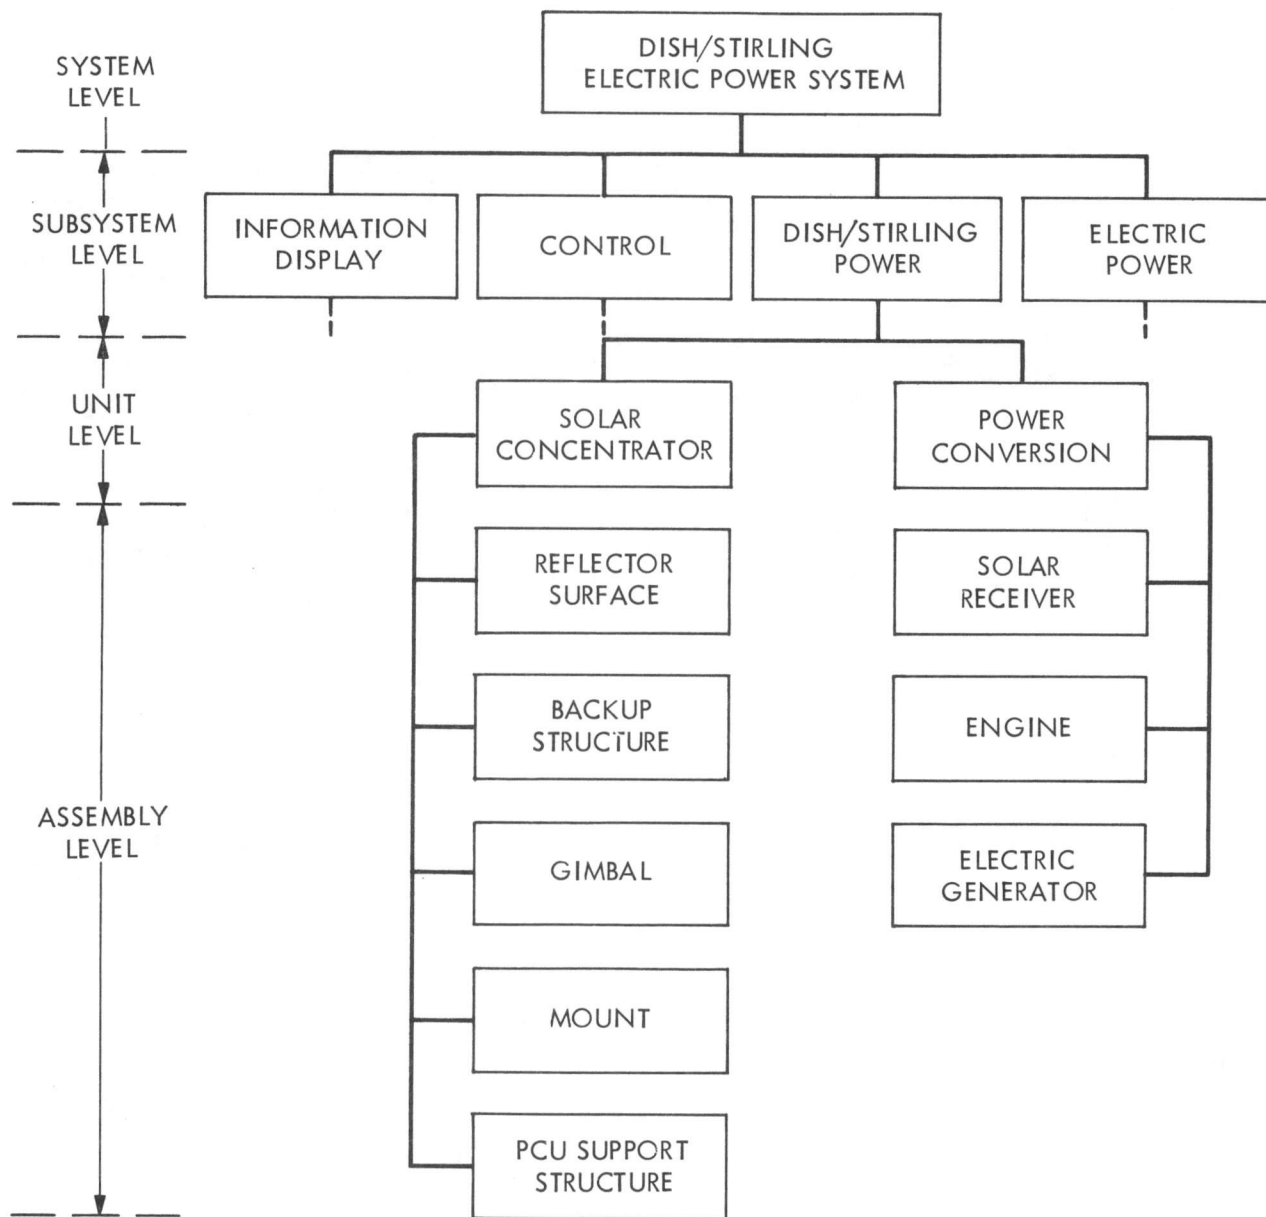 DISH/STIRLING
ELECTRIC POWER SYSTEM
SYSTEM
LEVEL
SUBSYSTEM
LEVEL
INFORMATION
DISPLAY
CONTROL
DISH/STIRLING
POWER
ELECTRIC
POWER
UNIT
LEVEL
SOLAR
CONCENTRATOR
POWER
CONVERSION
ASSEMBLY
LEVEL
REFLECTOR
SURFACE
BACKUP
STRUCTURE
GIMBAL
MOUNT
PCU SUPPORT
STRUCTURE
SOLAR
RECEIVER
ENGINE
ELECTRIC
GENERATOR